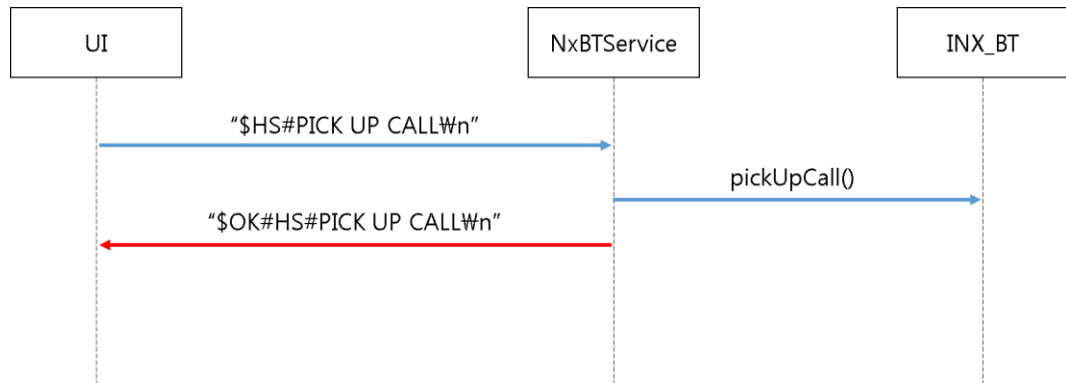 UI
NxBTService
INX_BT
“$HS#PICK UP CALL₩n”
pickUpCall()
“$OK#HS#PICK UP CALL₩n”